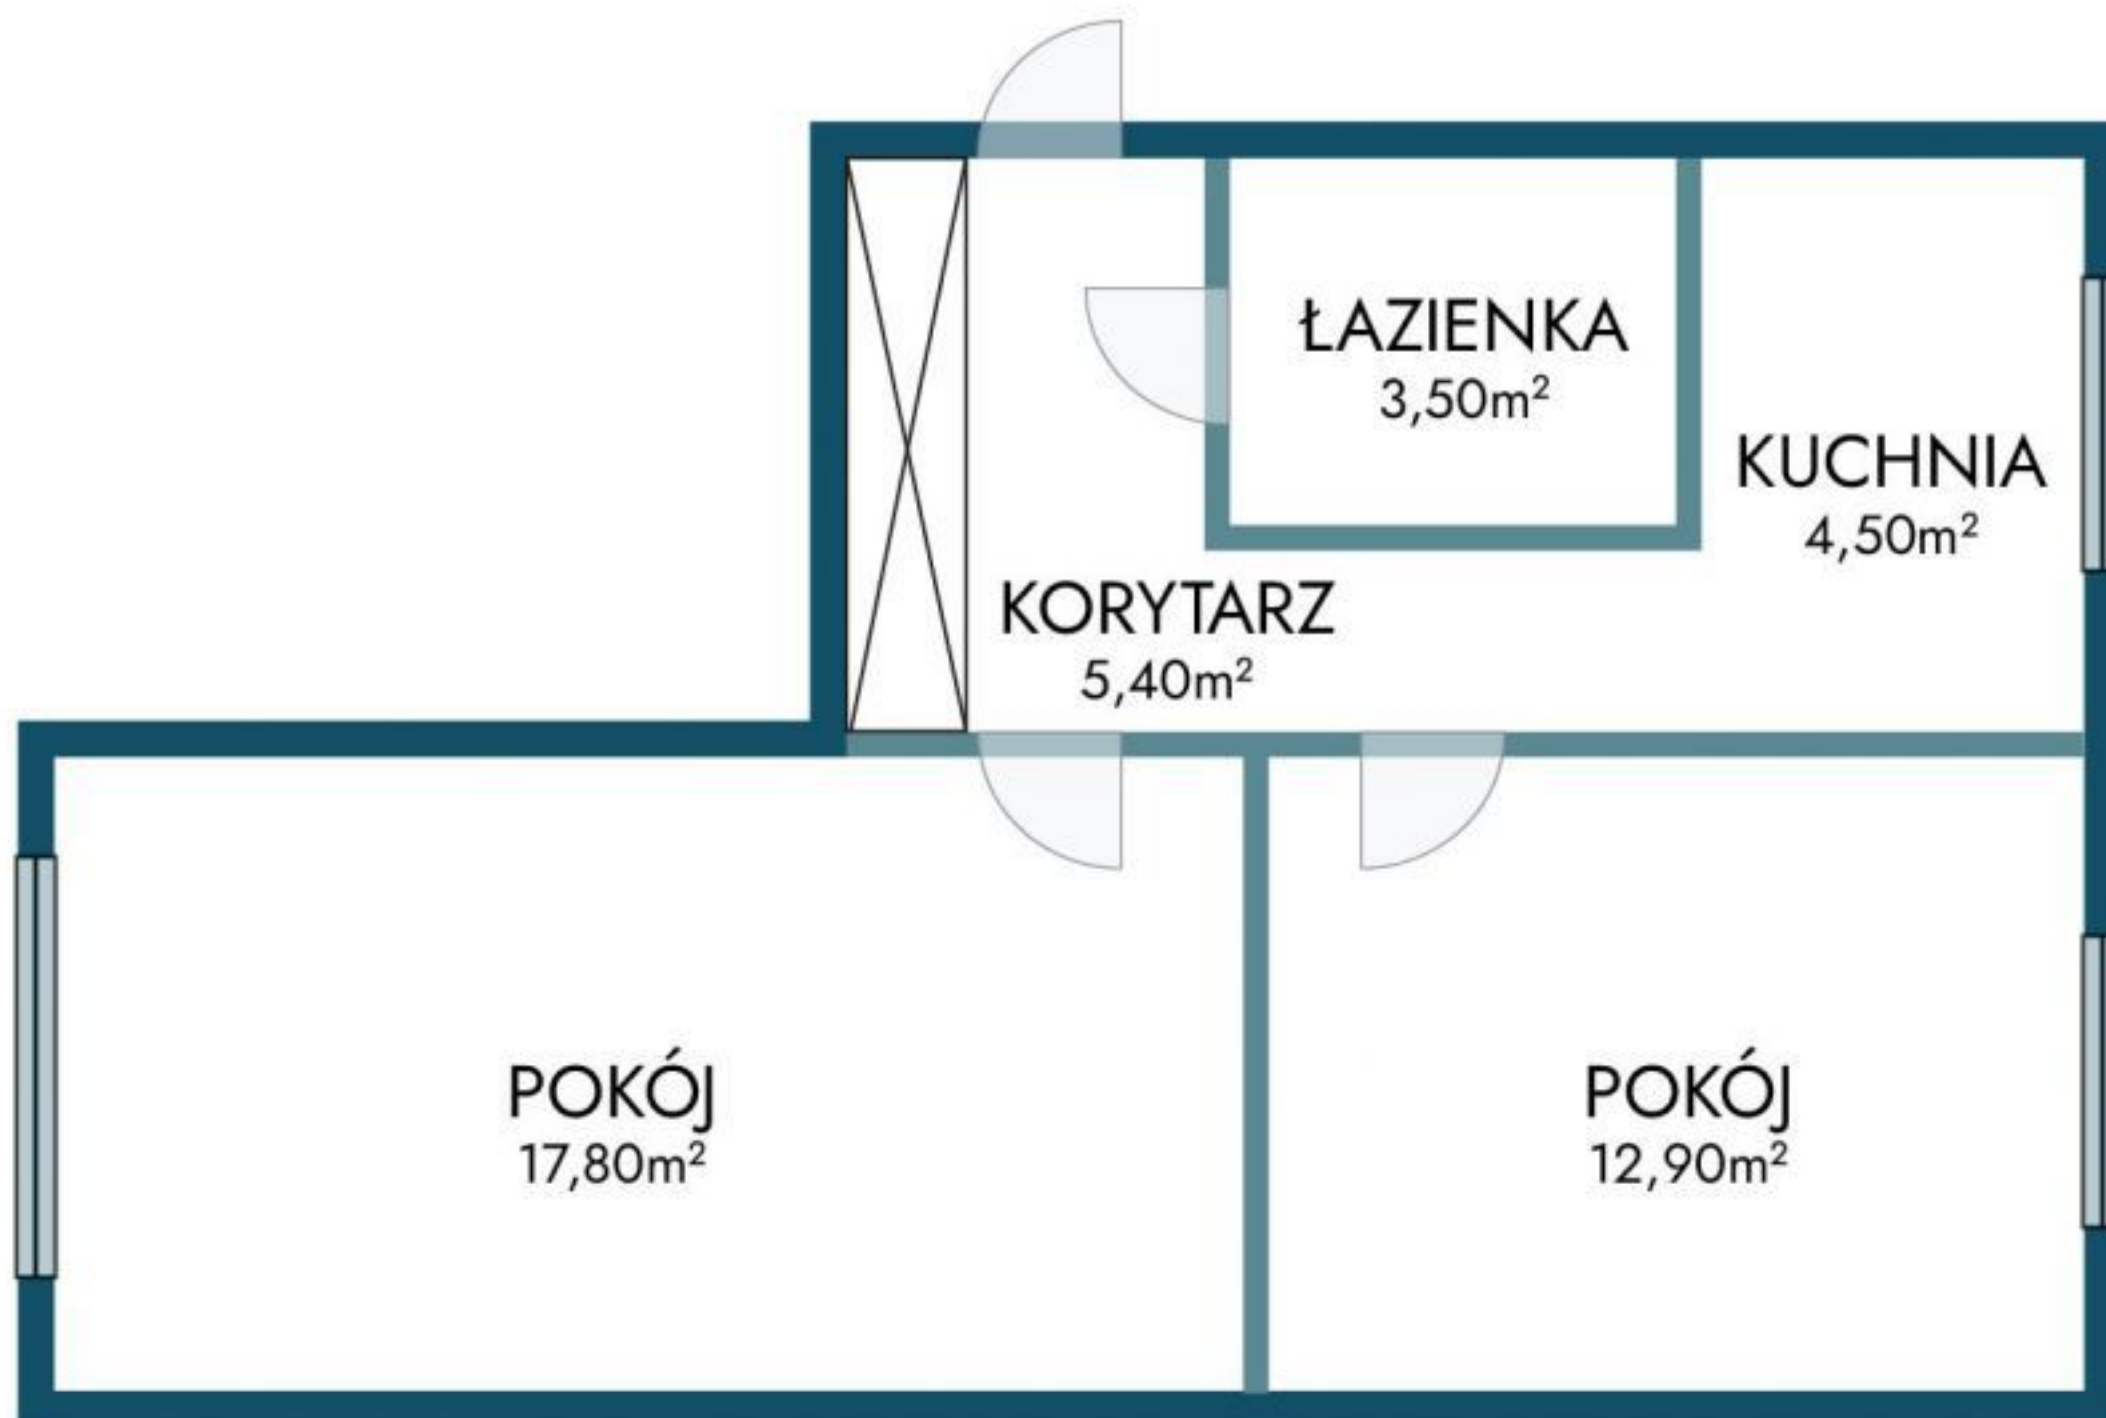 ŁAZIENKA
3,50m²
KUCHNIA
4,50m²
KORYTARZ
5,40m²
POKÓJ
17,80m²
POKÓJ
12,90m²